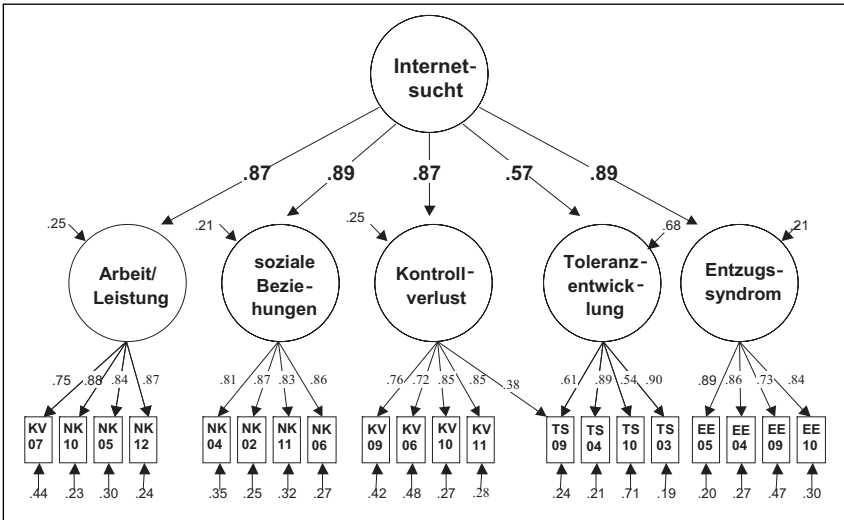 Internet-
sucht
.87 .89 .87 .57 .89
.25 .21 .25 .68 .21
Arbeit/
Leistung
soziale
Bezie-
hungen
Kontroll-
verlust
Toleranz-
entwick-
lung
Entzugs-
syndrom
.75 .88 .84 .87 .81 .87 .83 .86 .76 .72 .85 .85 .38 .61 .89 .54 .90 .89 .86 .73 .84
KV NK NK NK NK NK NK NK KV KV KV KV TS TS TS TS EE EE EE EE
07 10 05 12 04 02 11 06 09 06 10 11 09 04 10 03 05 04 09 10
.44 .23 .30 .24 .35 .25 .32 .27 .42 .48 .27 .28 .24 .21 .71 .19 .20 .27 .47 .30